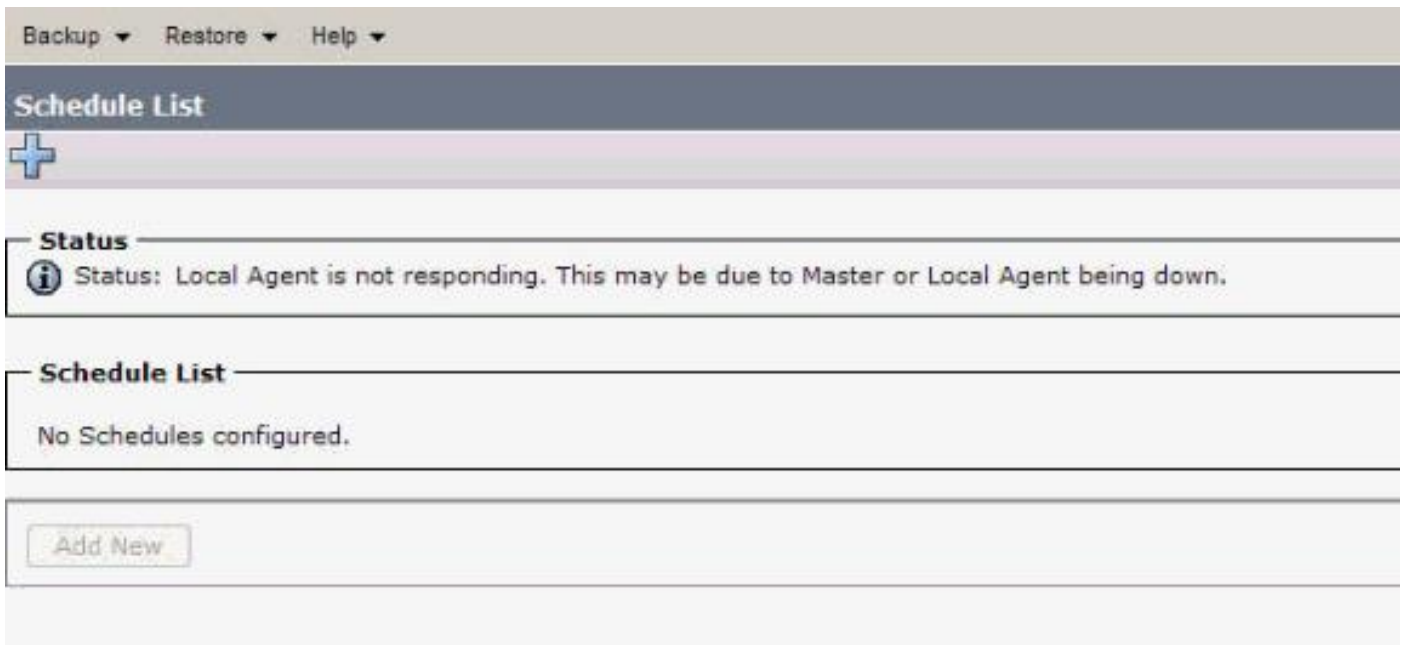 Backup Restore Help
Schedule List
Status
Status: Local Agent is not responding. This may be due to Master or Local Agent being down.
Schedule List
No Schedules configured.
Add New